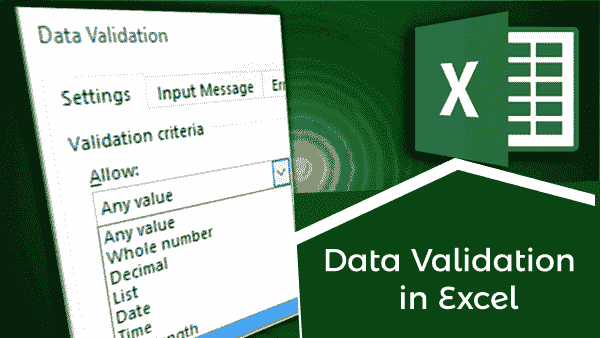 Data Validation
Settings
Input Message
Validation criteria
Allow:
Any value
Any value
Whole number
Decimal
List
Date
Time
X
Data Validation
in Excel